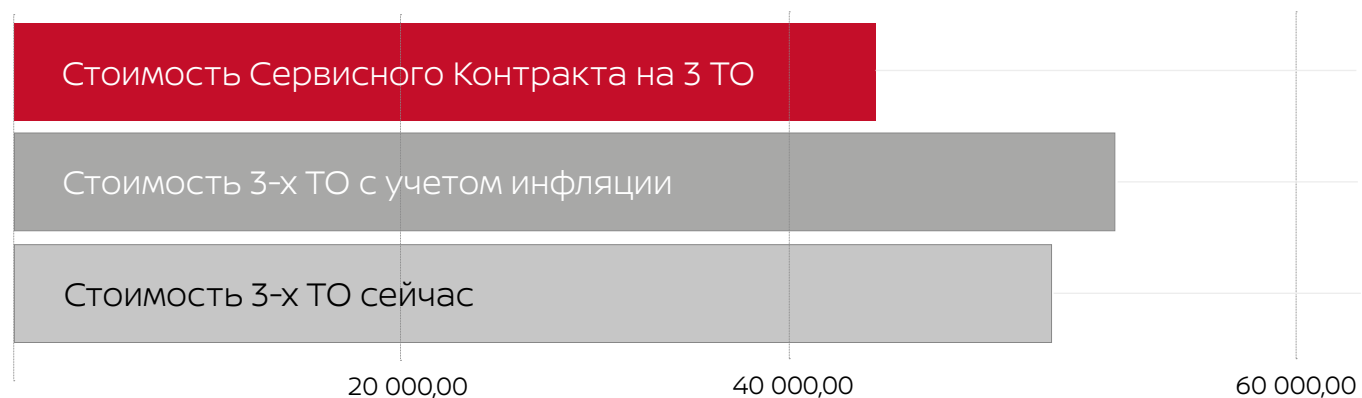 Стоимость Сервисного Контракта на 3 ТО
Стоимость 3-х ТО с учетом инфляции
Стоимость 3-х ТО сейчас
20 000,00 40 000,00 60 000,00